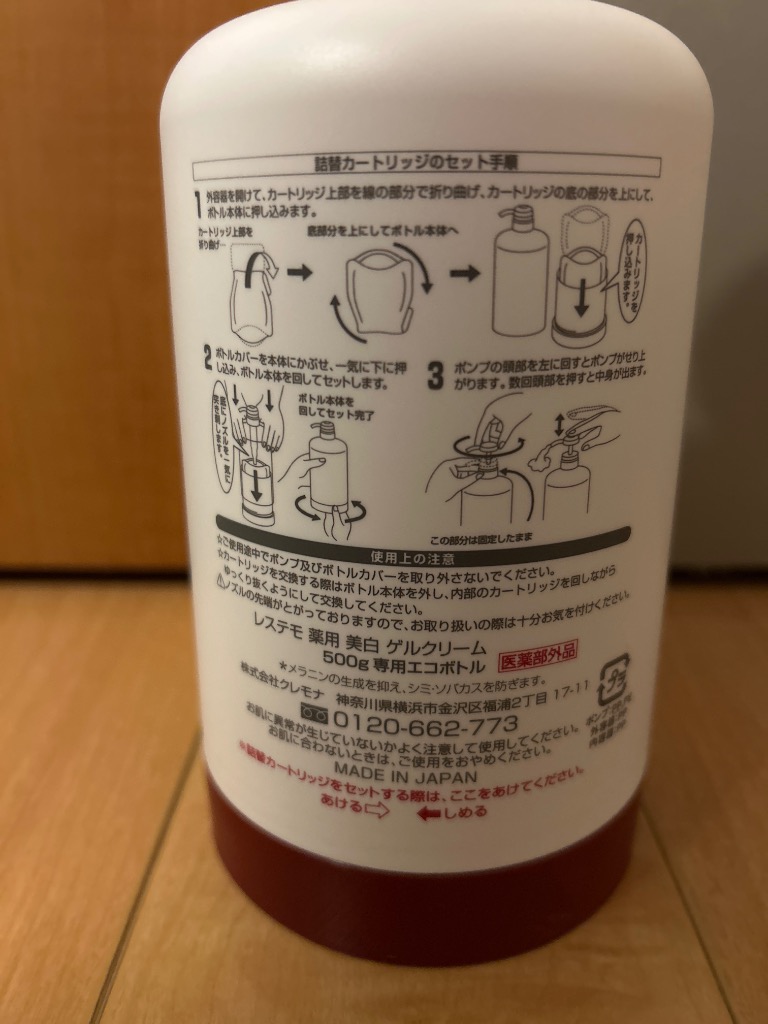 詰替カートリッジのセット手順
1 外容器を開けて、カートリッジ上部を線の部分で折り曲げ、カートリッジの底の部分を上にして、
ボトル本体に押し込みます。
カートリッジ上部を
折り曲げ…
底部分を上にしてボトル本体へ
カートリッジを
押し込みます。
2 ボトルカバーを本体にかぶせ、一気に下に押
し込み、ボトル本体を回してセットします。
底にノズルを一気に
突き刺します。
ボトル本体を
回してセット完了
3 ポンプの頭部を左に回すとポンプがせり上
がります。数回頭部を押すと中身が出ます。
この部分は固定したまま
使用上の注意
☆ご使用途中でポンプ及びボトルカバーを取り外さないでください。
☆カートリッジを交換する際はボトル本体を外し、内部のカートリッジを回しながら
ゆっくり抜くようにして交換してください。
⚠ノズルの先端がとがっておりますので、お取り扱いの際は十分お気を付けください。
レステモ 薬用 美白 ゲルクリーム
500g 専用エコボトル 医薬部外品
★メラニンの生成を抑え、シミ・ソバカスを防ぎます。
株式会社クレモナ 神奈川県横浜市金沢区福浦2丁目 17-11
0120-662-773
プラ
お肌に異常が生じていないかよく注意して使用してください。
お肌に合わないときは、ご使用をおやめください。
MADE IN JAPAN
※詰替カートリッジをセットする際は、ここをあけてください。
あける⇨ ⬅しめる